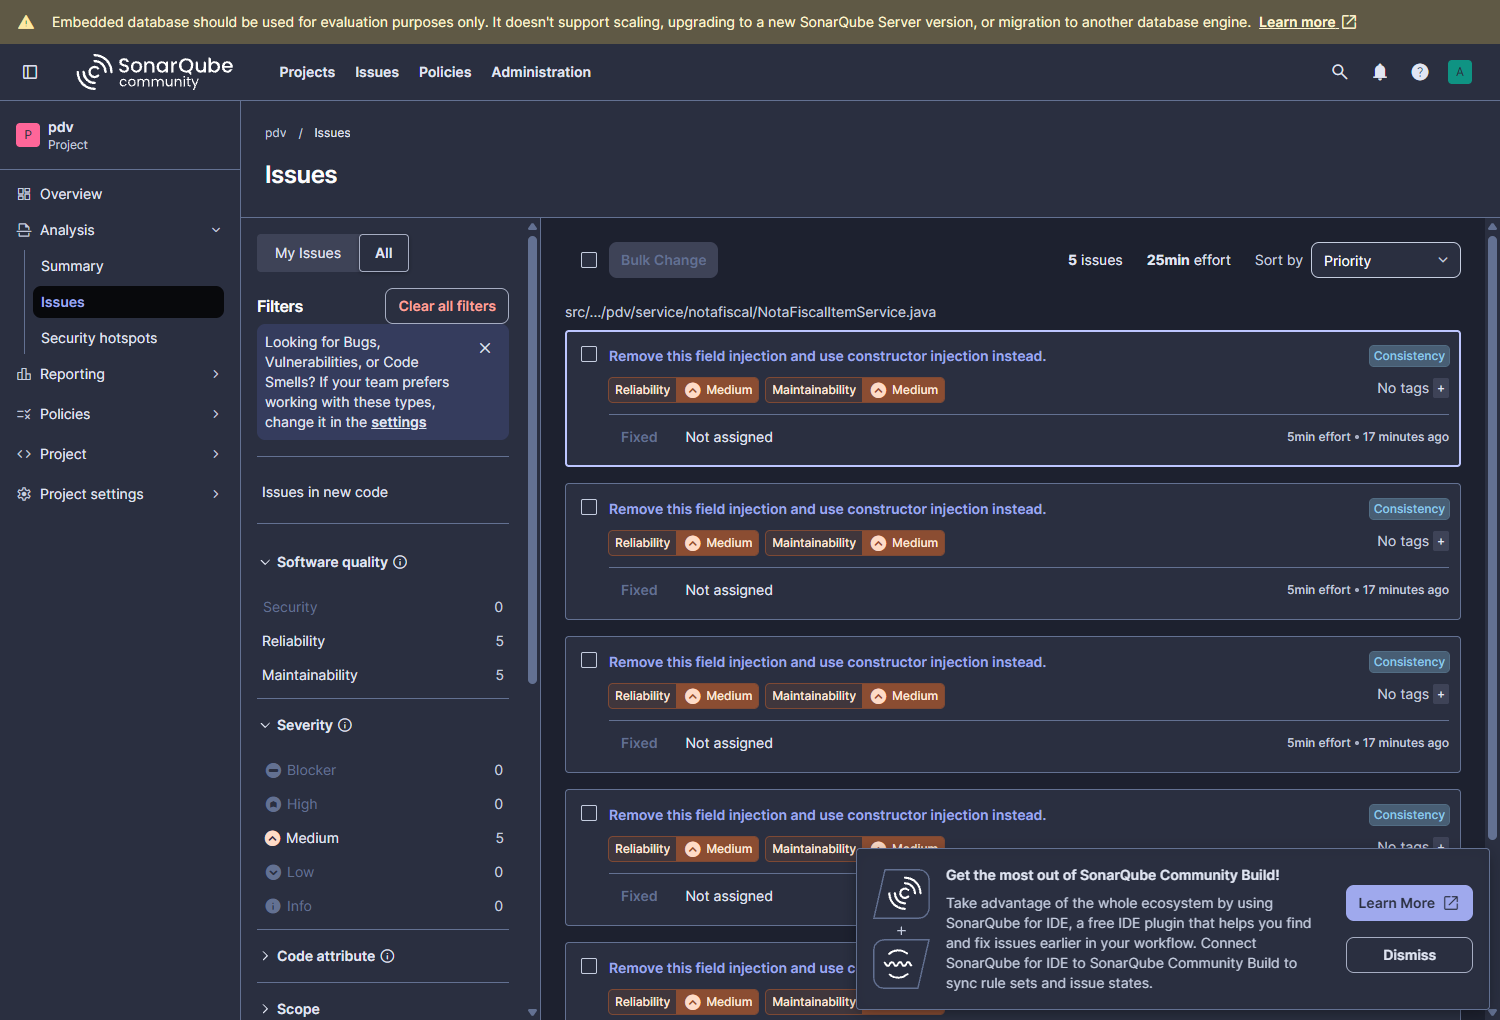 Embedded database should be used for evaluation purposes only. It doesn't support scaling, upgrading to a new SonarQube Server version, or migration to another database engine. Learn more
SonarQube community
Projects
Issues
Policies
Administration
?
A
P
pdv
Project
Overview
Analysis
Summary
Issues
Security hotspots
Reporting
Policies
Project
Project settings
pdv / Issues
Issues
My Issues
All
Filters
Clear all filters
Looking for Bugs,
Vulnerabilities, or Code
Smells? If your team prefers
working with these types,
change it in the settings
Issues in new code
Software quality
Security 0
Reliability 5
Maintainability 5
Severity
Blocker 0
High 0
Medium 5
Low 0
Info 0
Code attribute
Scope
Bulk Change
5 issues
25min effort
Sort by
Priority
src/.../pdv/service/notafiscal/NotaFiscalItemService.java
Remove this field injection and use constructor injection instead.
Consistency
Reliability Medium Maintainability Medium
No tags +
Fixed Not assigned
5min effort • 17 minutes ago
Remove this field injection and use constructor injection instead.
Consistency
Reliability Medium Maintainability Medium
No tags +
Fixed Not assigned
5min effort • 17 minutes ago
Remove this field injection and use constructor injection instead.
Consistency
Reliability Medium Maintainability Medium
No tags +
Fixed Not assigned
5min effort • 17 minutes ago
Remove this field injection and use constructor injection instead.
Consistency
Reliability Medium Maintainability Medium
No tags +
Fixed Not assigned
Remove this field injection and use c
Reliability Medium Maintainability
Get the most out of SonarQube Community Build!
Take advantage of the whole ecosystem by using
SonarQube for IDE, a free IDE plugin that helps you find
and fix issues earlier in your workflow. Connect
SonarQube for IDE to SonarQube Community Build to
sync rule sets and issue states.
+
Learn More
Dismiss